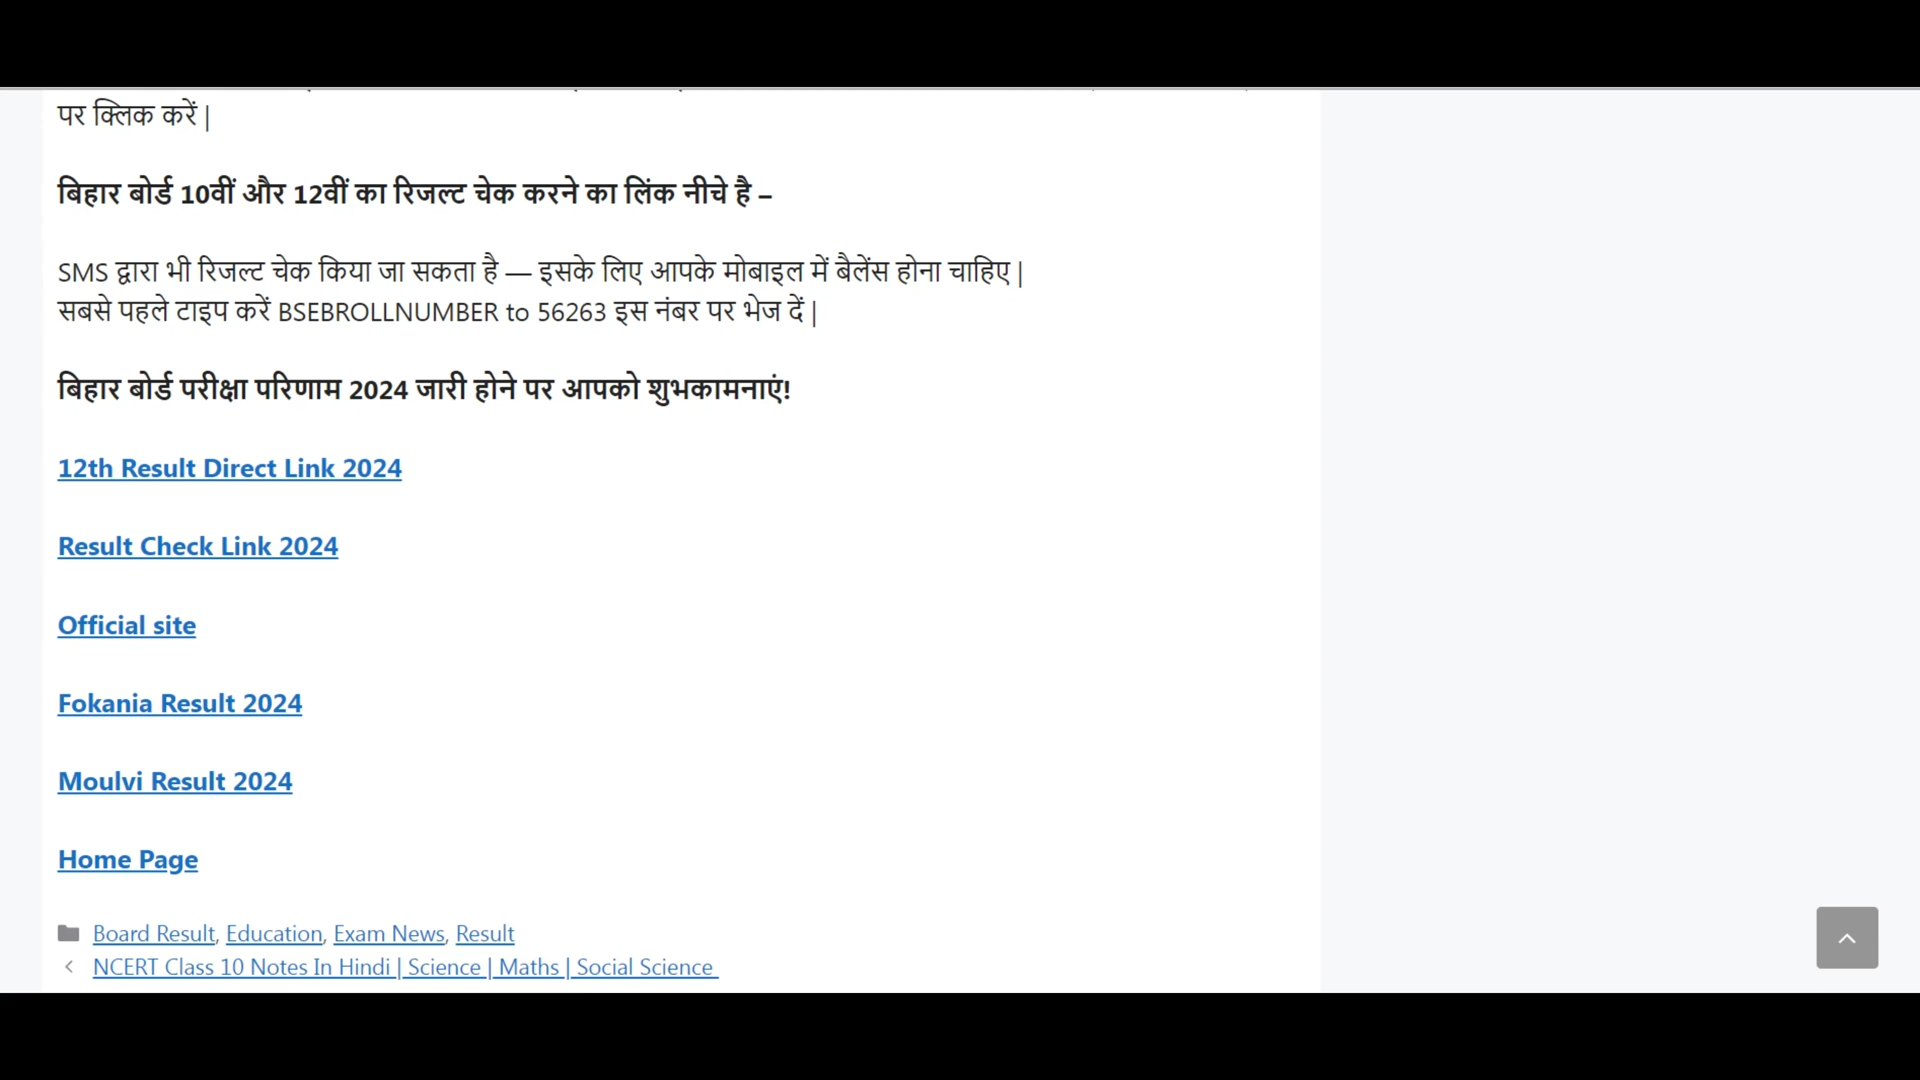 पर क्लिक करें |
बिहार बोर्ड 10वीं और 12वीं का रिजल्ट चेक करने का लिंक नीचे है –
SMS द्वारा भी रिजल्ट चेक किया जा सकता है — इसके लिए आपके मोबाइल में बैलेंस होना चाहिए |
सबसे पहले टाइप करें BSEBROLLNUMBER to 56263 इस नंबर पर भेज दें |
बिहार बोर्ड परीक्षा परिणाम 2024 जारी होने पर आपको शुभकामनाएं!
12th Result Direct Link 2024
Result Check Link 2024
Official site
Fokania Result 2024
Moulvi Result 2024
Home Page
Board Result, Education, Exam News, Result
NCERT Class 10 Notes In Hindi | Science | Maths | Social Science